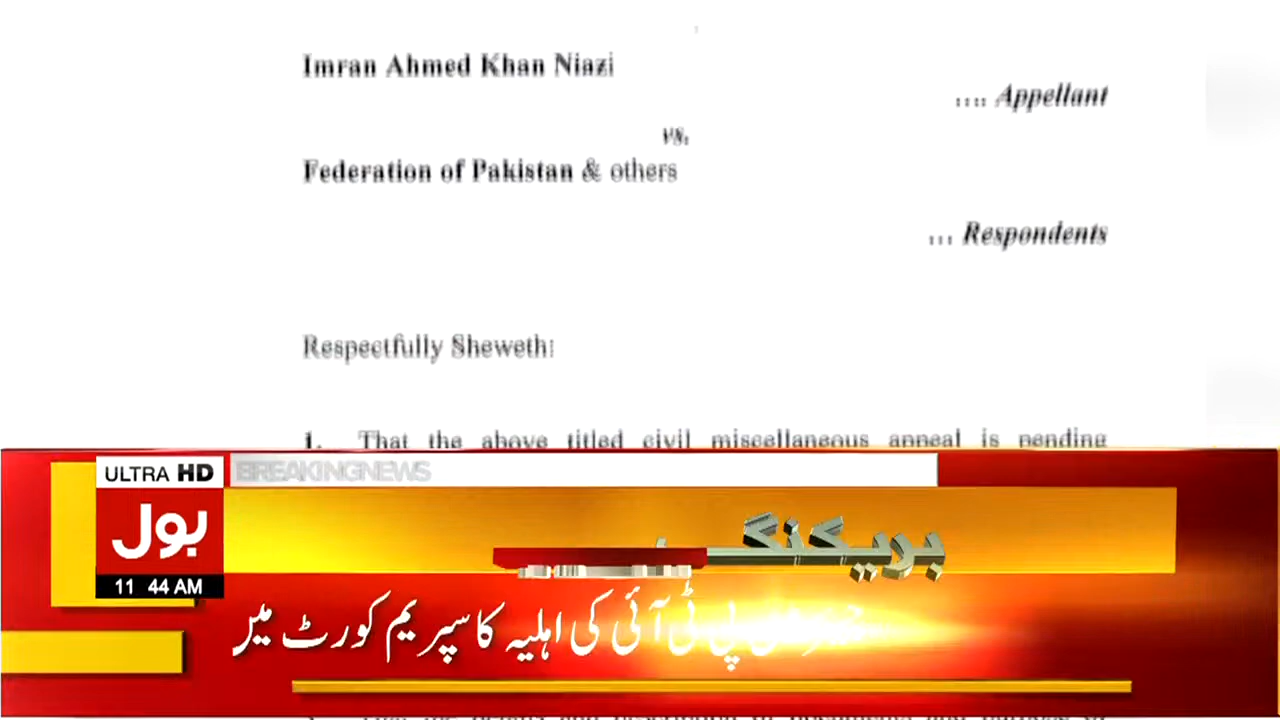 Imran Ahmed Khan Niazi
.... Appellant
vs.
Federation of Pakistan & others
... Respondents
Respectfully Sheweth:
1. That the above titled civil miscellaneous appeal is pending
ULTRA HD
BREAKINGNEWS
بول
بریکنگ
11 44 AM
پی ٹی آئی کی اہلیہ کا سپریم کورٹ میں